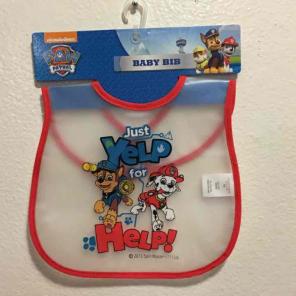 nickelodeon
PAW
PATROL
BABY BIB
Just
Yelp
for
Help!